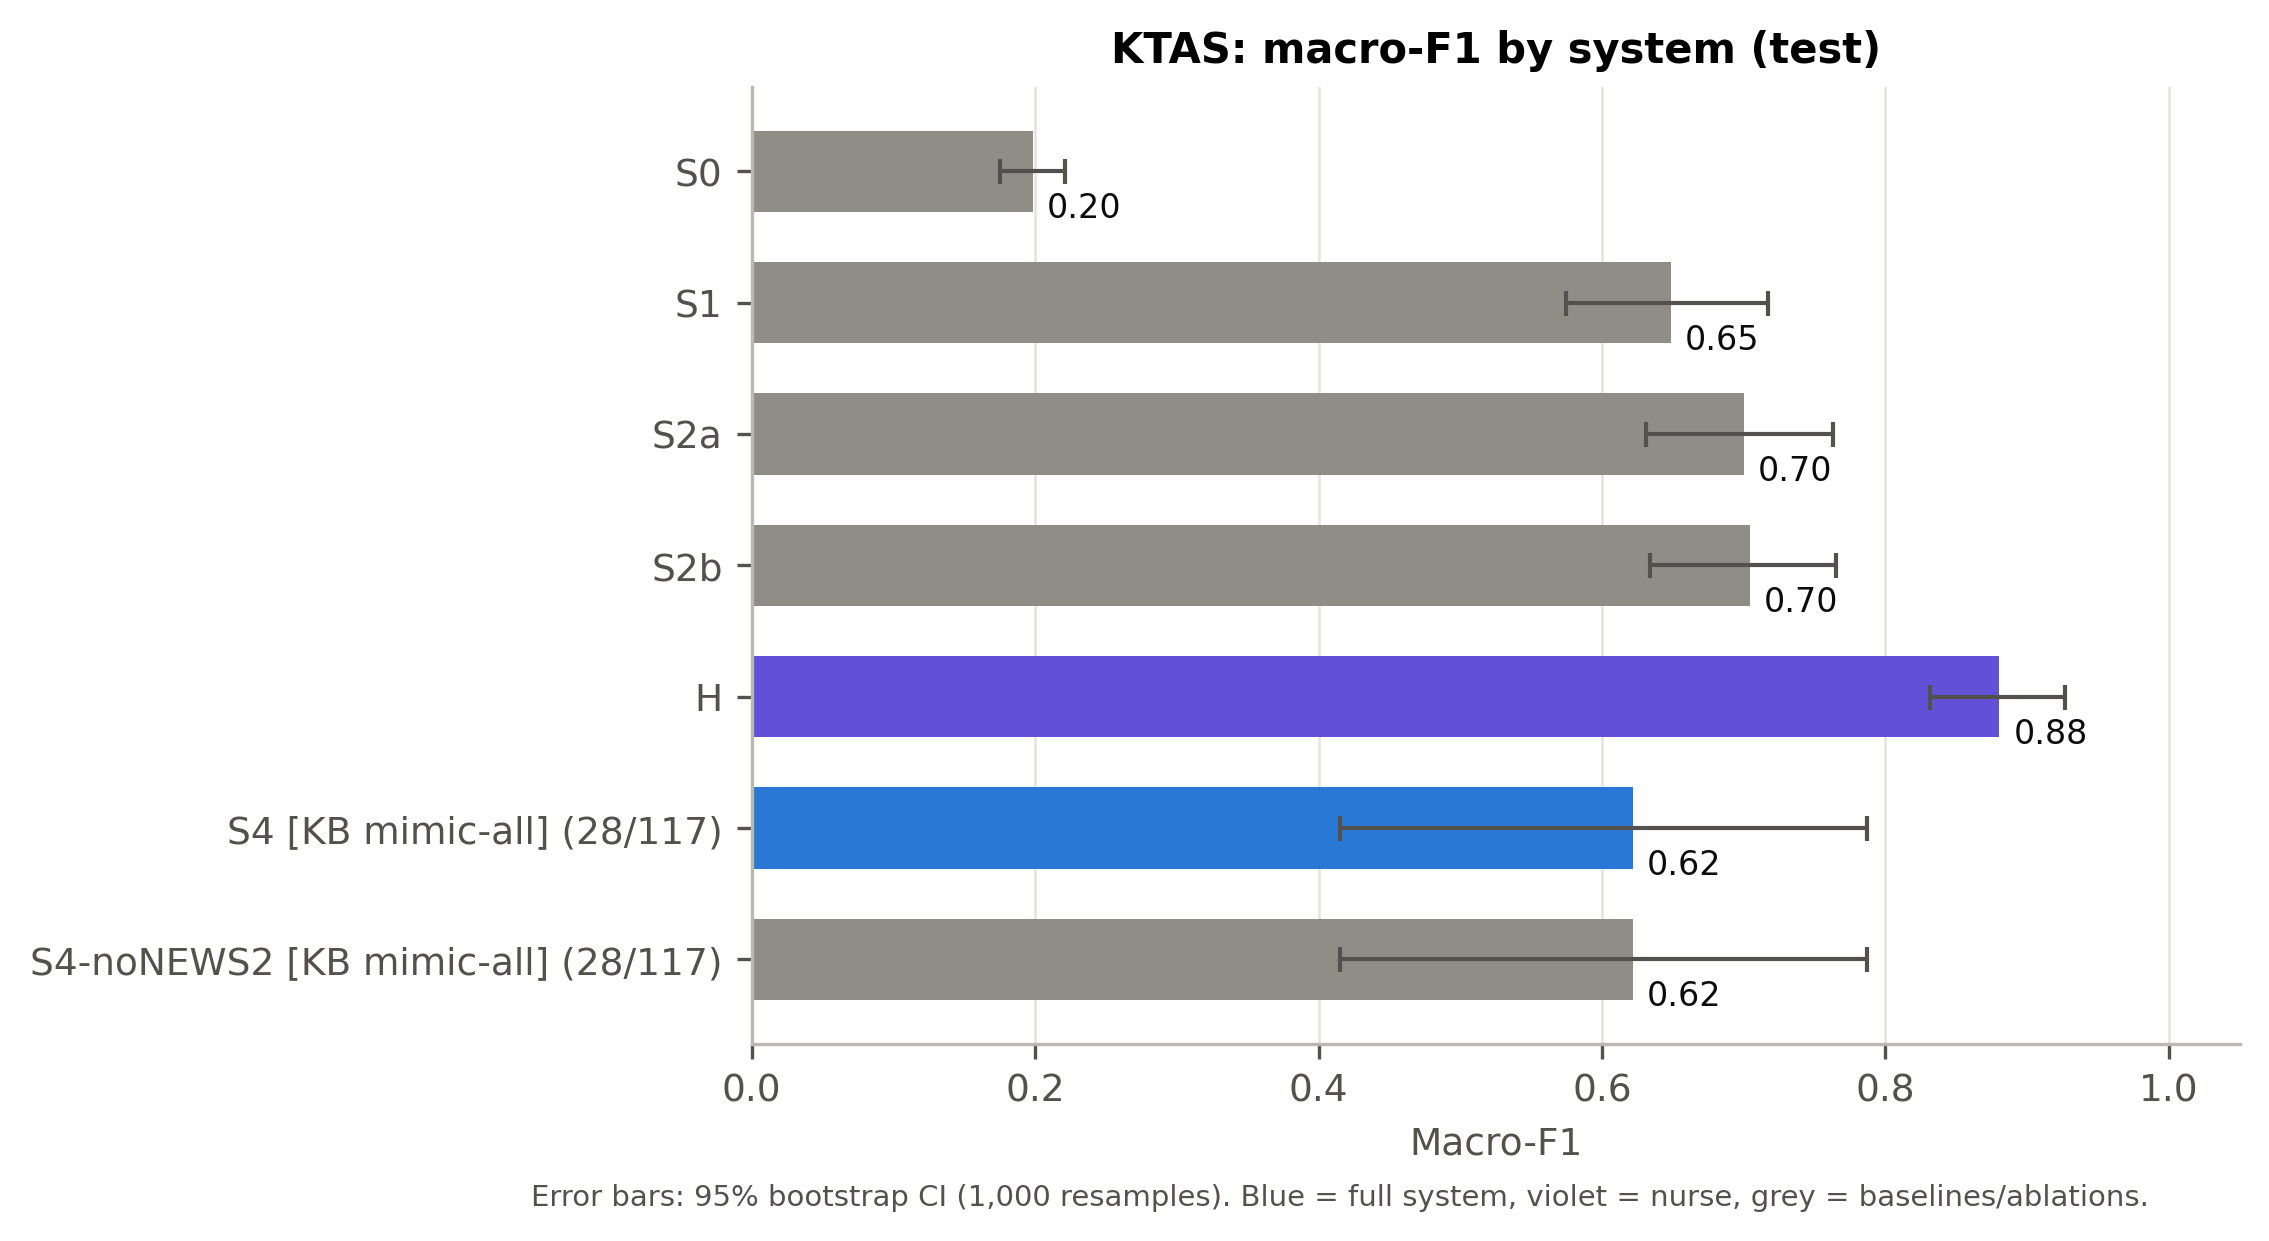 KTAS: macro-F1 by system (test)
S0
0.20
S1
0.65
S2a
0.70
S2b
0.70
H
0.88
S4 [KB mimic-all] (28/117)
0.62
S4-noNEWS2 [KB mimic-all] (28/117)
0.62
0.0 0.2 0.4 0.6 0.8 1.0
Macro-F1
Error bars: 95% bootstrap CI (1,000 resamples). Blue = full system, violet = nurse, grey = baselines/ablations.